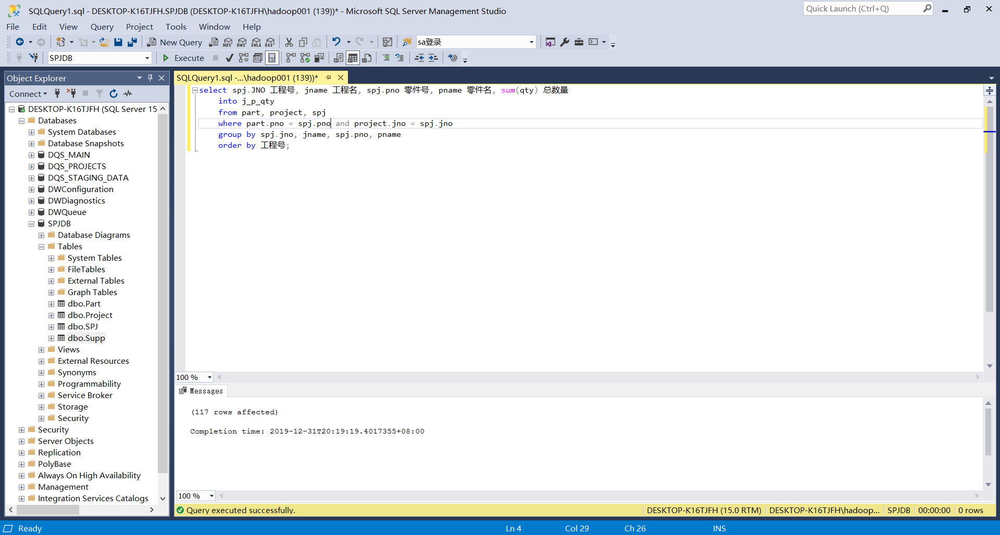 SQLQuery1.sql - DESKTOP-K16TJFH.SPJDB (DESKTOP-K16TJFH\hadoop001 (139))* - Microsoft SQL Server Management Studio
Quick Launch (Ctrl+Q)
File Edit View Query Project Tools Window Help
New Query MDX DMX XMLA DAX sa登录
SPJDB Execute
Object Explorer
Connect
DESKTOP-K16TJFH (SQL Server 15
Databases
System Databases
Database Snapshots
DQS_MAIN
DQS_PROJECTS
DQS_STAGING_DATA
DWConfiguration
DWDiagnostics
DWQueue
SPJDB
Database Diagrams
Tables
System Tables
FileTables
External Tables
Graph Tables
dbo.Part
dbo.Project
dbo.SPJ
dbo.Supp
Views
External Resources
Synonyms
Programmability
Service Broker
Storage
Security
Security
Server Objects
Replication
PolyBase
Always On High Availability
Management
Integration Services Catalogs
SQLQuery1.sql -...\hadoop001 (139))*
select spj.JNO 工程号, jname 工程名, spj.pno 零件号, pname 零件名, sum(qty) 总数量
into j_p_qty
from part, project, spj
where part.pno = spj.pno and project.jno = spj.jno
group by spj.jno, jname, spj.pno, pname
order by 工程号;
100 %
Messages
(117 rows affected)
Completion time: 2019-12-31T20:19:19.4017355+08:00
100 %
Query executed successfully. DESKTOP-K16TJFH (15.0 RTM) DESKTOP-K16TJFH\hadoop... SPJDB 00:00:00 0 rows
Ready Ln 4 Col 29 Ch 26 INS